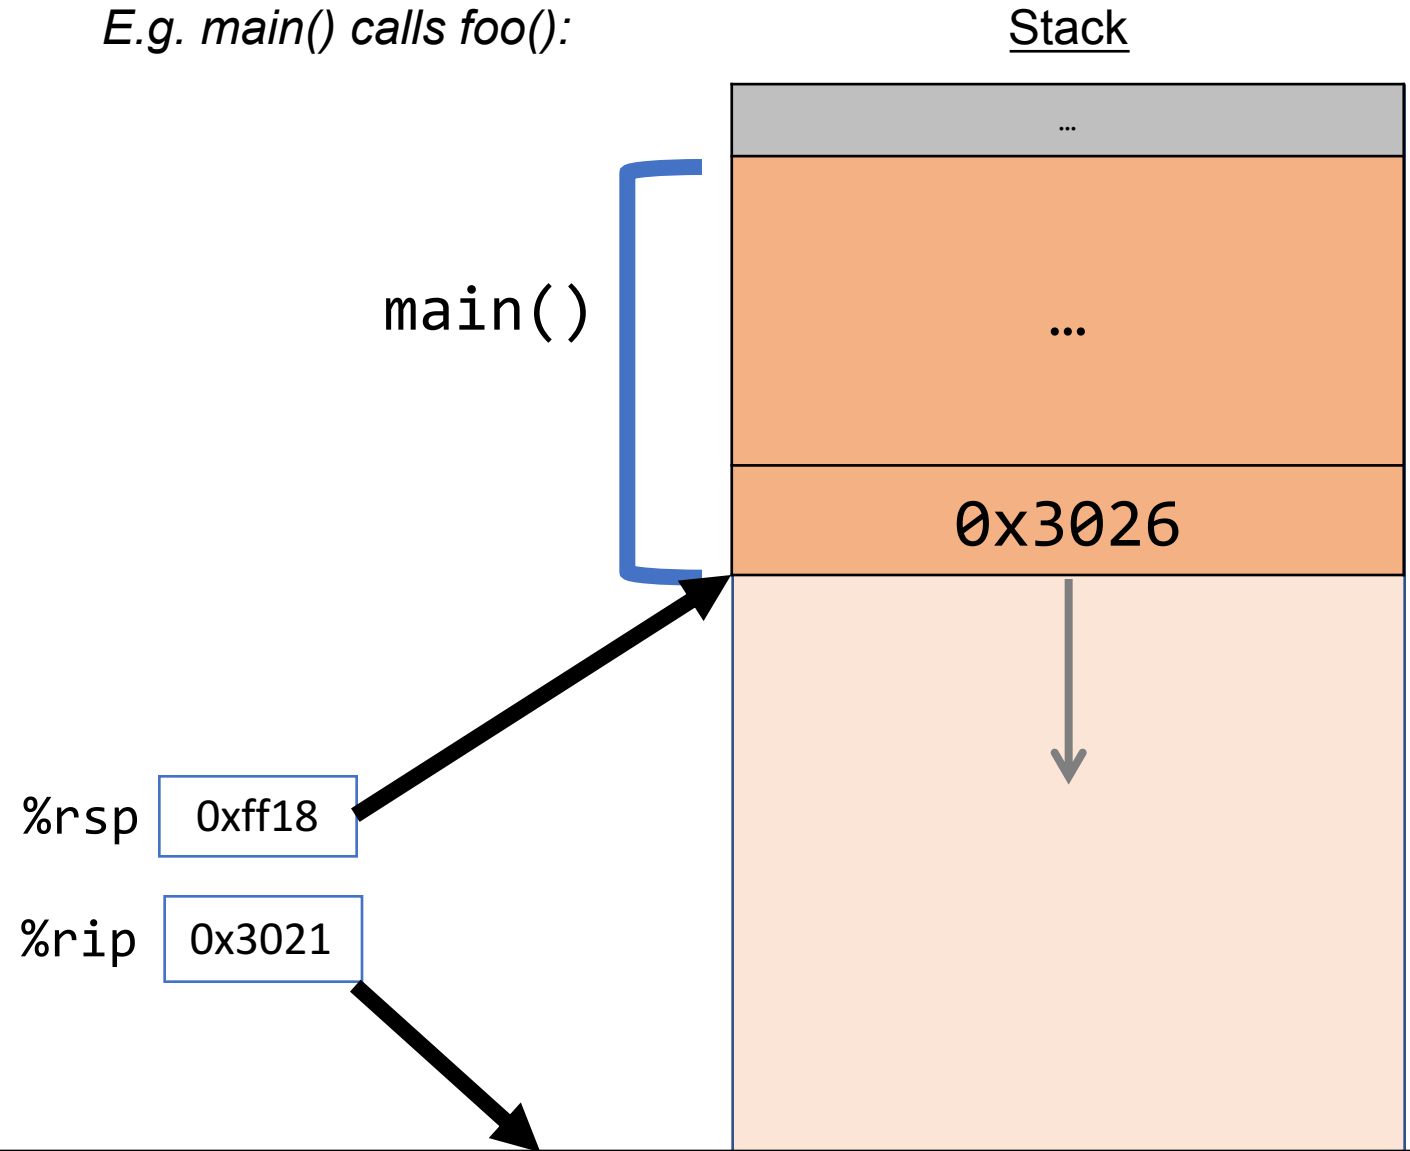 E.g. main() calls foo():
Stack
…
main()
…
0x3026
%rsp
0xff18
%rip
0x3021